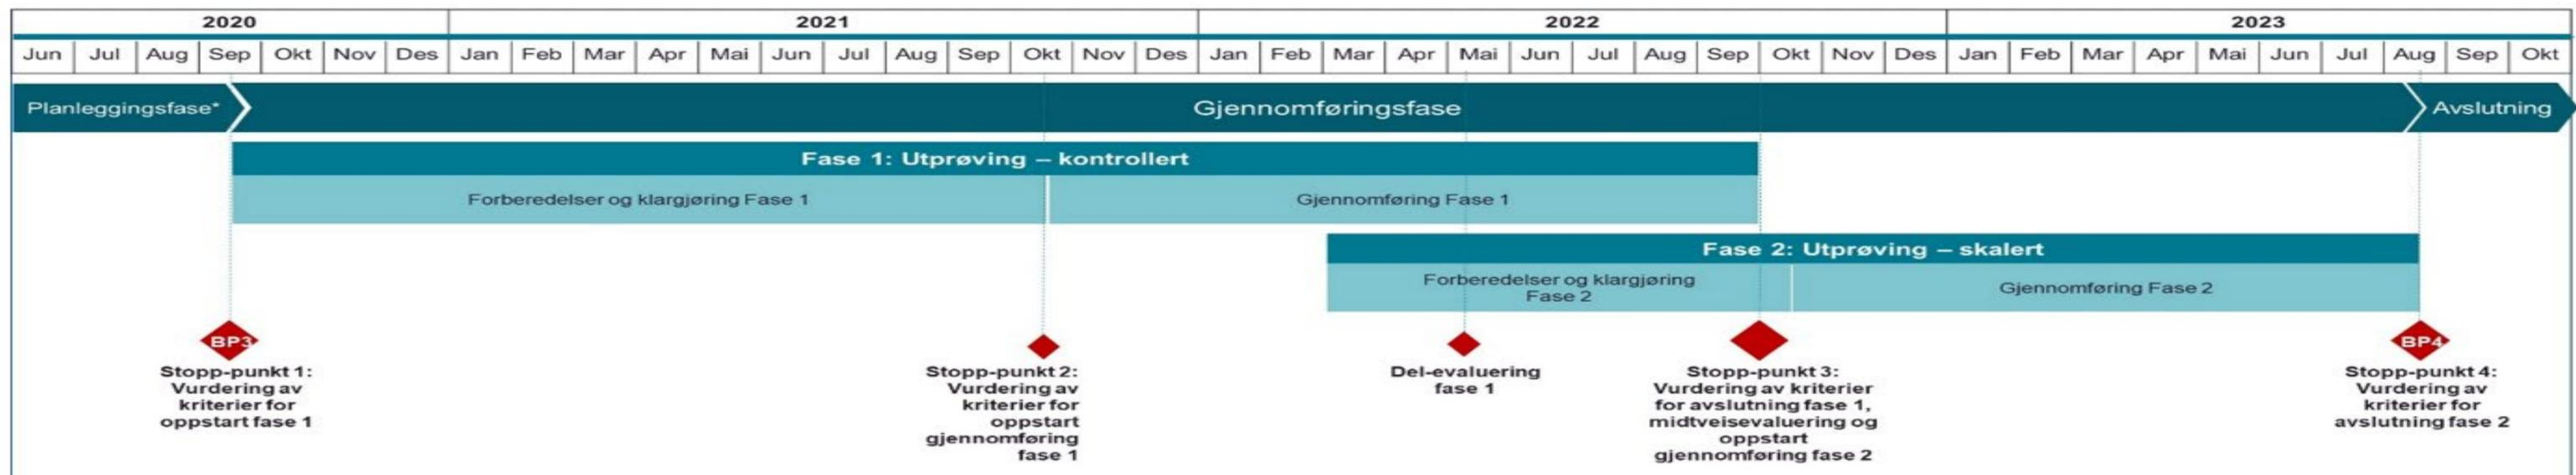 2020 2021 2022 2023
Jun Jul Aug Sep Okt Nov Des Jan Feb Mar Apr Mai Jun Jul Aug Sep Okt Nov Des Jan Feb Mar Apr Mai Jun Jul Aug Sep Okt Nov Des Jan Feb Mar Apr Mai Jun Jul Aug Sep Okt
Planleggingsfase* Gjennomføringsfase Avslutning
Fase 1: Utprøving – kontrollert
Forberedelser og klargjøring Fase 1 Gjennomføring Fase 1
Fase 2: Utprøving – skalert
Forberedelser og klargjøring
Fase 2
Gjennomføring Fase 2
BP3
Stopp-punkt 1:
Vurdering av
kriterier for
oppstart fase 1
Stopp-punkt 2:
Vurdering av
kriterier for
oppstart
gjennomføring
fase 1
Del-evaluering
fase 1
Stopp-punkt 3:
Vurdering av kriterier
for avslutning fase 1,
midtveisevaluering og
oppstart
gjennomføring fase 2
BP4
Stopp-punkt 4:
Vurdering av
kriterier for
avslutning fase 2